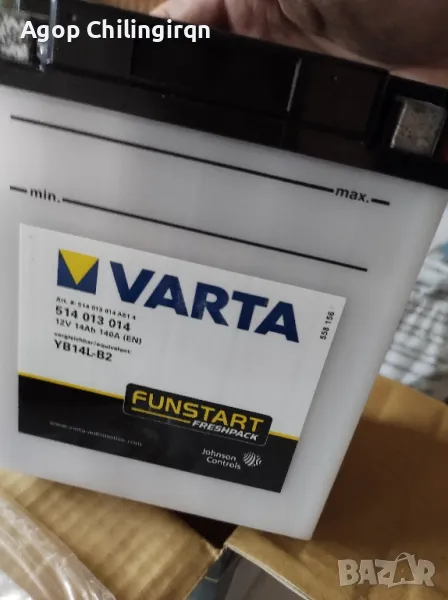 Agop Chilingirqn
max.
min.
VARTA
Art. #: 514 013 014 A514
514 013 014
12V 14Ah 140A (EN)
vergleichbar/equivalent:
YB14L-B2
558 156
FUNSTART
FRESHPACK
Johnson
Controls
www.varta-automotive.com
BAZAR